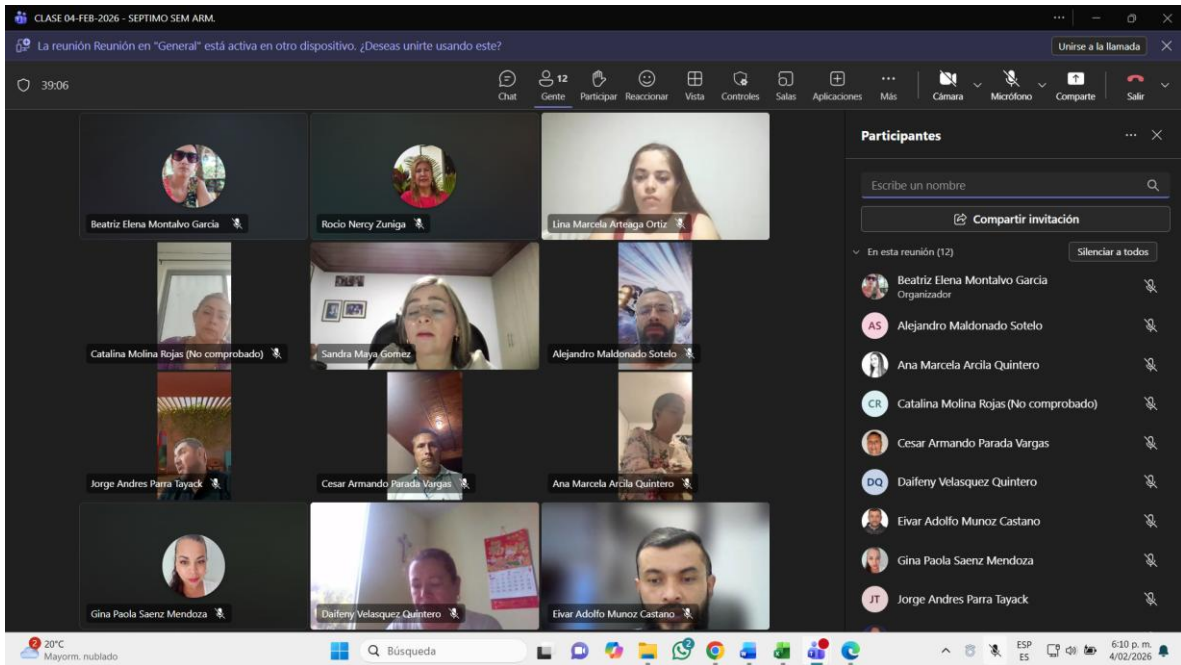 CLASE 04-FEB-2026 - SEPTIMO SEM ARM.
La reunión Reunión en "General" está activa en otro dispositivo. ¿Deseas unirte usando este?
Unirse a la llamada
39:06
12
Chat
Gente
Participar
Reaccionar
Vista
Controles
Salas
Aplicaciones
Más
Cámara
Micrófono
Comparte
Salir
Beatriz Elena Montalvo Garcia
Rocio Nercy Zuniga
Lina Marcela Arteaga Ortiz
Catalina Molina Rojas (No comprobado)
Sandra Maya Gomez
Alejandro Maldonado Sotelo
Jorge Andres Parra Tayack
Cesar Armando Parada Vargas
Ana Marcela Arcila Quintero
Gina Paola Saenz Mendoza
Daifeny Velasquez Quintero
Eivar Adolfo Munoz Castano
Participantes
Escribe un nombre
Compartir invitación
En esta reunión (12)
Silenciar a todos
Beatriz Elena Montalvo Garcia
Organizador
AS
Alejandro Maldonado Sotelo
Ana Marcela Arcila Quintero
CR
Catalina Molina Rojas (No comprobado)
Cesar Armando Parada Vargas
DQ
Daifeny Velasquez Quintero
Eivar Adolfo Munoz Castano
Gina Paola Saenz Mendoza
JT
Jorge Andres Parra Tayack
2
20°C
Mayorm. nublado
Búsqueda
2
ESP
ES
6:10 p. m.
4/02/2026